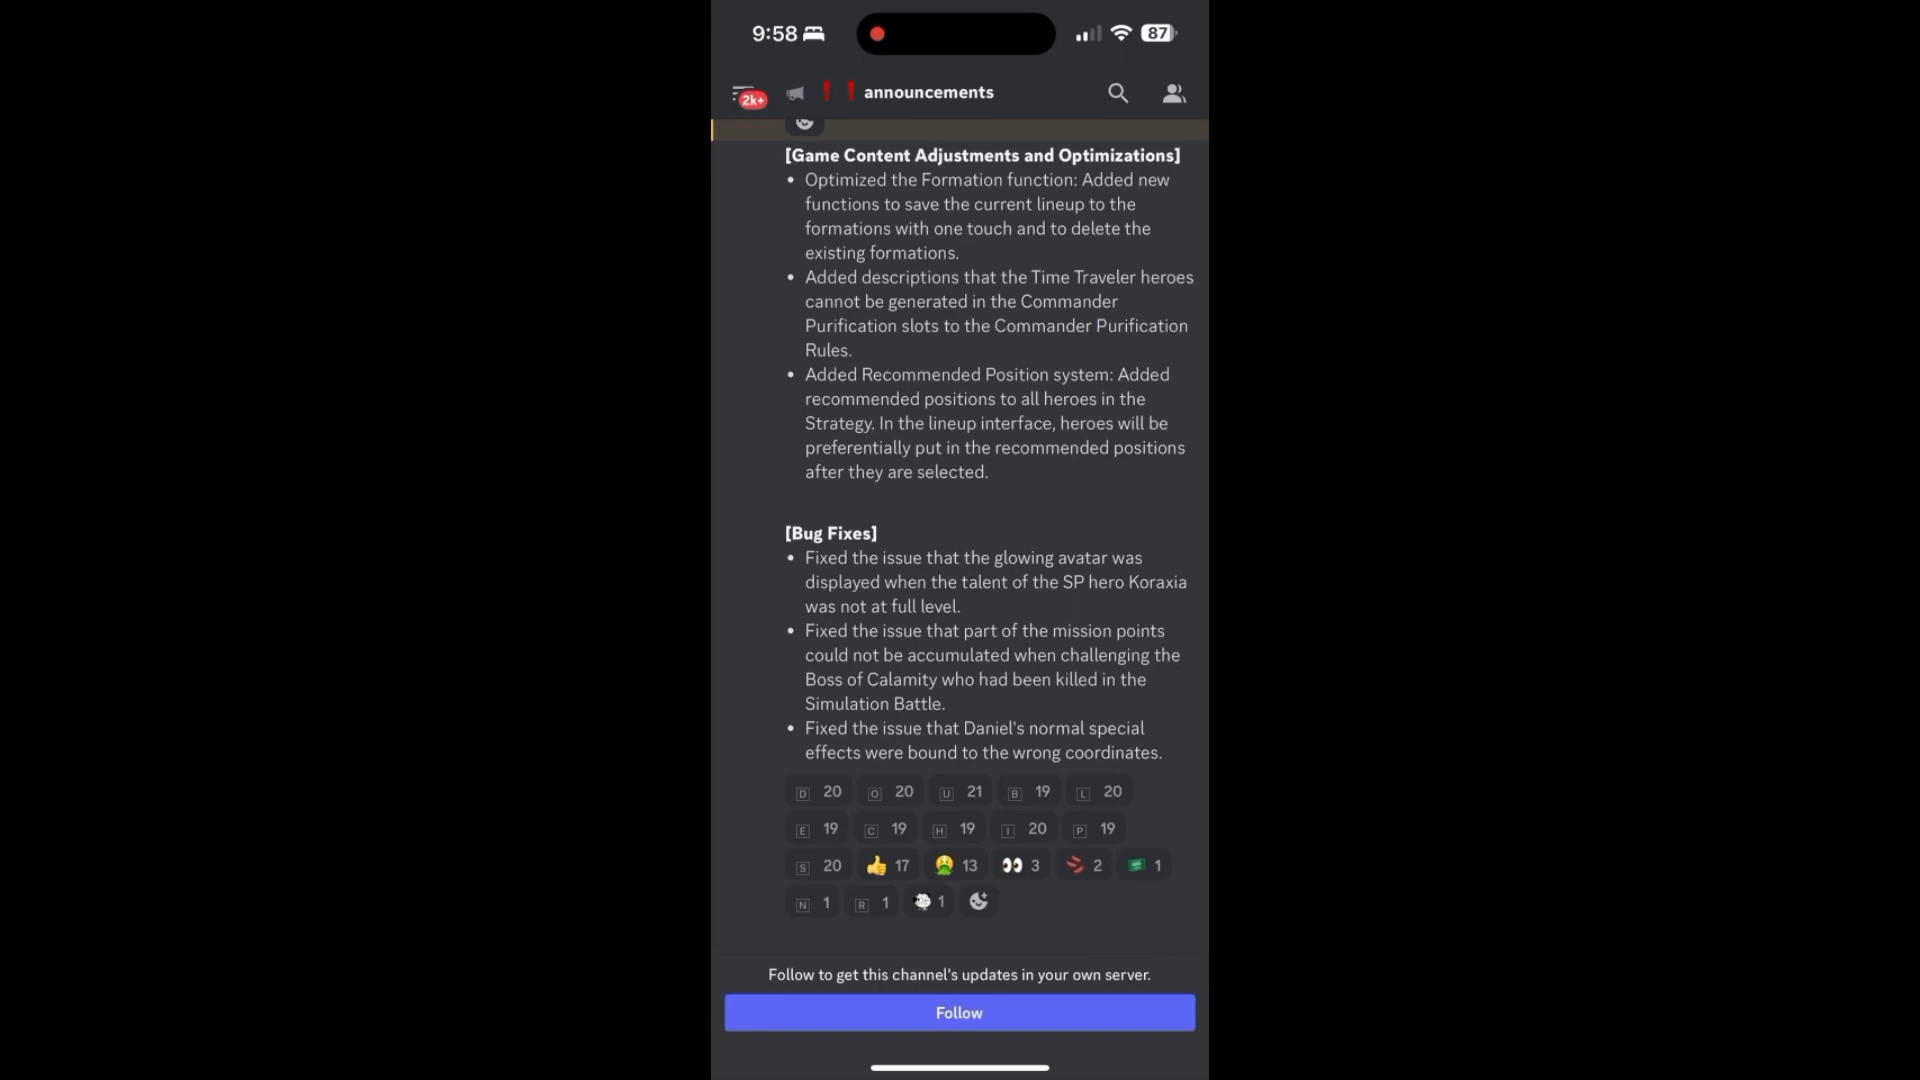 9:58
87
2k+
announcements
[Game Content Adjustments and Optimizations]
• Optimized the Formation function: Added new
functions to save the current lineup to the
formations with one touch and to delete the
existing formations.
• Added descriptions that the Time Traveler heroes
cannot be generated in the Commander
Purification slots to the Commander Purification
Rules.
• Added Recommended Position system: Added
recommended positions to all heroes in the
Strategy. In the lineup interface, heroes will be
preferentially put in the recommended positions
after they are selected.
[Bug Fixes]
• Fixed the issue that the glowing avatar was
displayed when the talent of the SP hero Koraxia
was not at full level.
• Fixed the issue that part of the mission points
could not be accumulated when challenging the
Boss of Calamity who had been killed in the
Simulation Battle.
• Fixed the issue that Daniel's normal special
effects were bound to the wrong coordinates.
D 20 O 20 U 21 B 19 L 20
E 19 C 19 H 19 I 20 P 19
S 20 17 13 3 2 1
N 1 R 1 1
Follow to get this channel's updates in your own server.
Follow